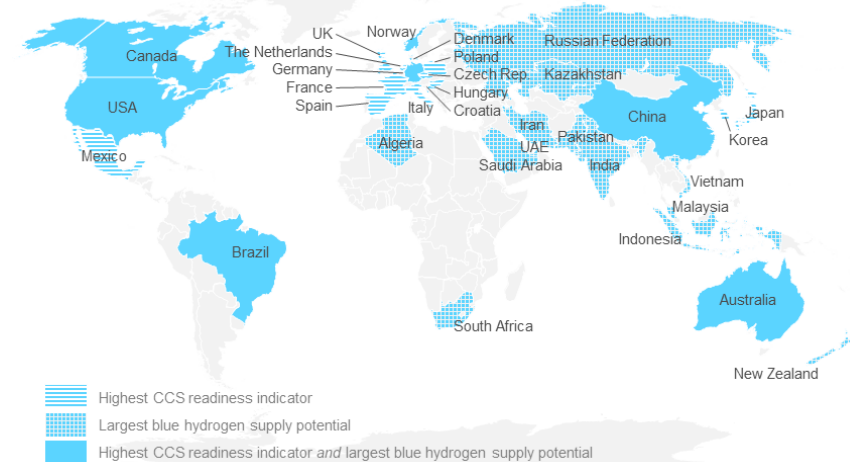 UK
Norway
Denmark
Canada
The Netherlands
Poland
Russian Federation
Germany
Czech Rep
Kazakhstan
France
Hungary
USA
Spain
Italy
Croatia
China
Japan
Iran
Korea
Mexico
Algeria
UAE
Pakistan
Saudi Arabia
India
Vietnam
Malaysia
Indonesia
Brazil
Australia
South Africa
New Zealand
Highest CCS readiness indicator
Largest blue hydrogen supply potential
Highest CCS readiness indicator and largest blue hydrogen supply potential